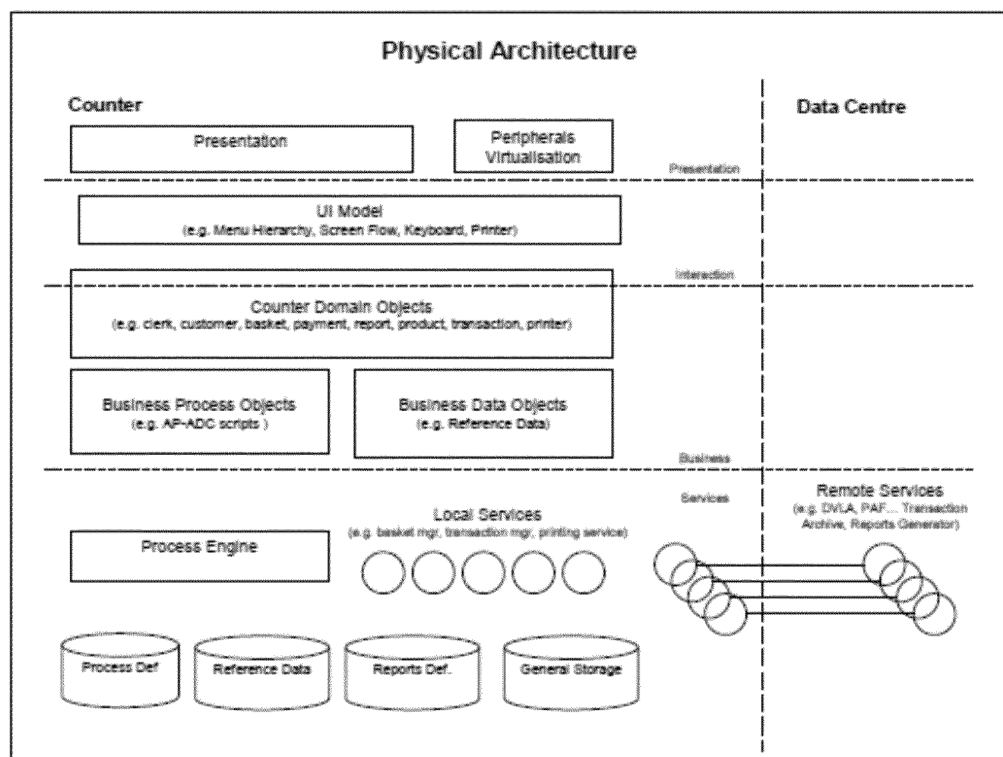 Physical Architecture
Counter
Data Centre
Presentation
Peripherals
Virtualisation
Presentation
UI Model
(e.g. Menu Hierarchy, Screen Flow, Keyboard, Printer)
Interaction
Counter Domain Objects
(e.g. clerk, customer, basket, payment, report, product, transaction, printer)
Business Process Objects
(e.g. AP-ADC scripts )
Business Data Objects
(e.g. Reference Data)
Business
Services
Remote Services
(e.g. DVLA, PAF... Transaction
Archive, Reports Generator)
Local Services
(e.g. basket mgr, transaction mgr, printing service)
Process Engine
Process Def
Reference Data
Reports Def.
General Storage